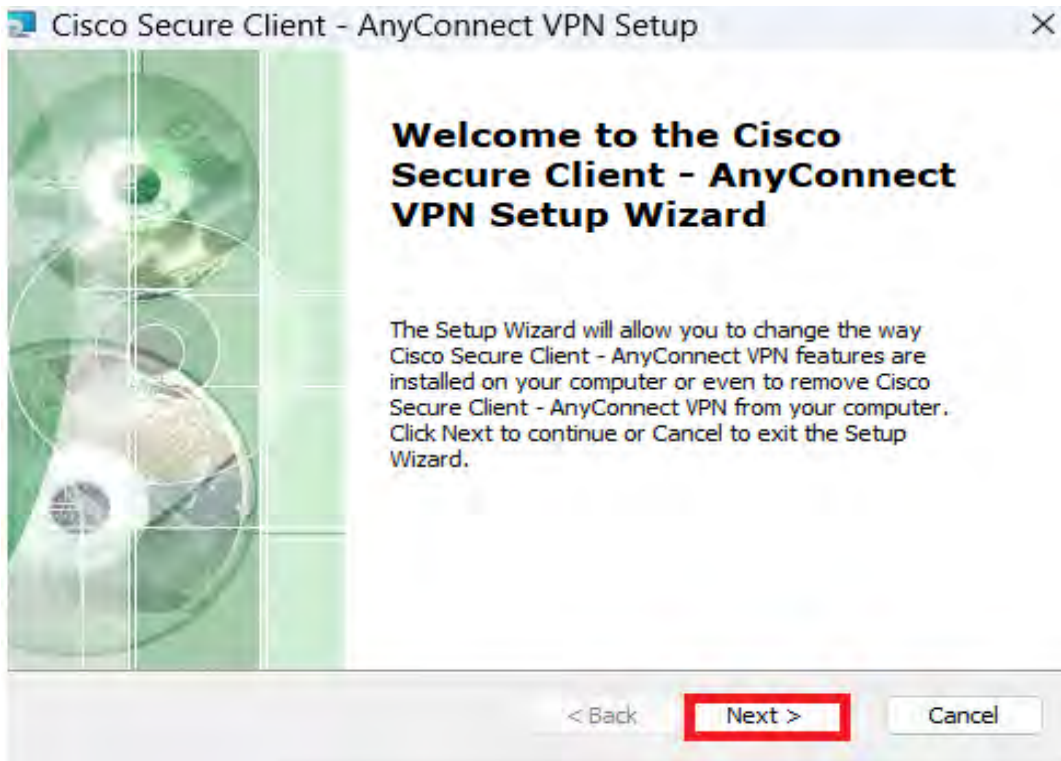 Cisco Secure Client - AnyConnect VPN Setup
Welcome to the Cisco
Secure Client - AnyConnect
VPN Setup Wizard
The Setup Wizard will allow you to change the way
Cisco Secure Client - AnyConnect VPN features are
installed on your computer or even to remove Cisco
Secure Client - AnyConnect VPN from your computer.
Click Next to continue or Cancel to exit the Setup
Wizard.
< Back Next > Cancel